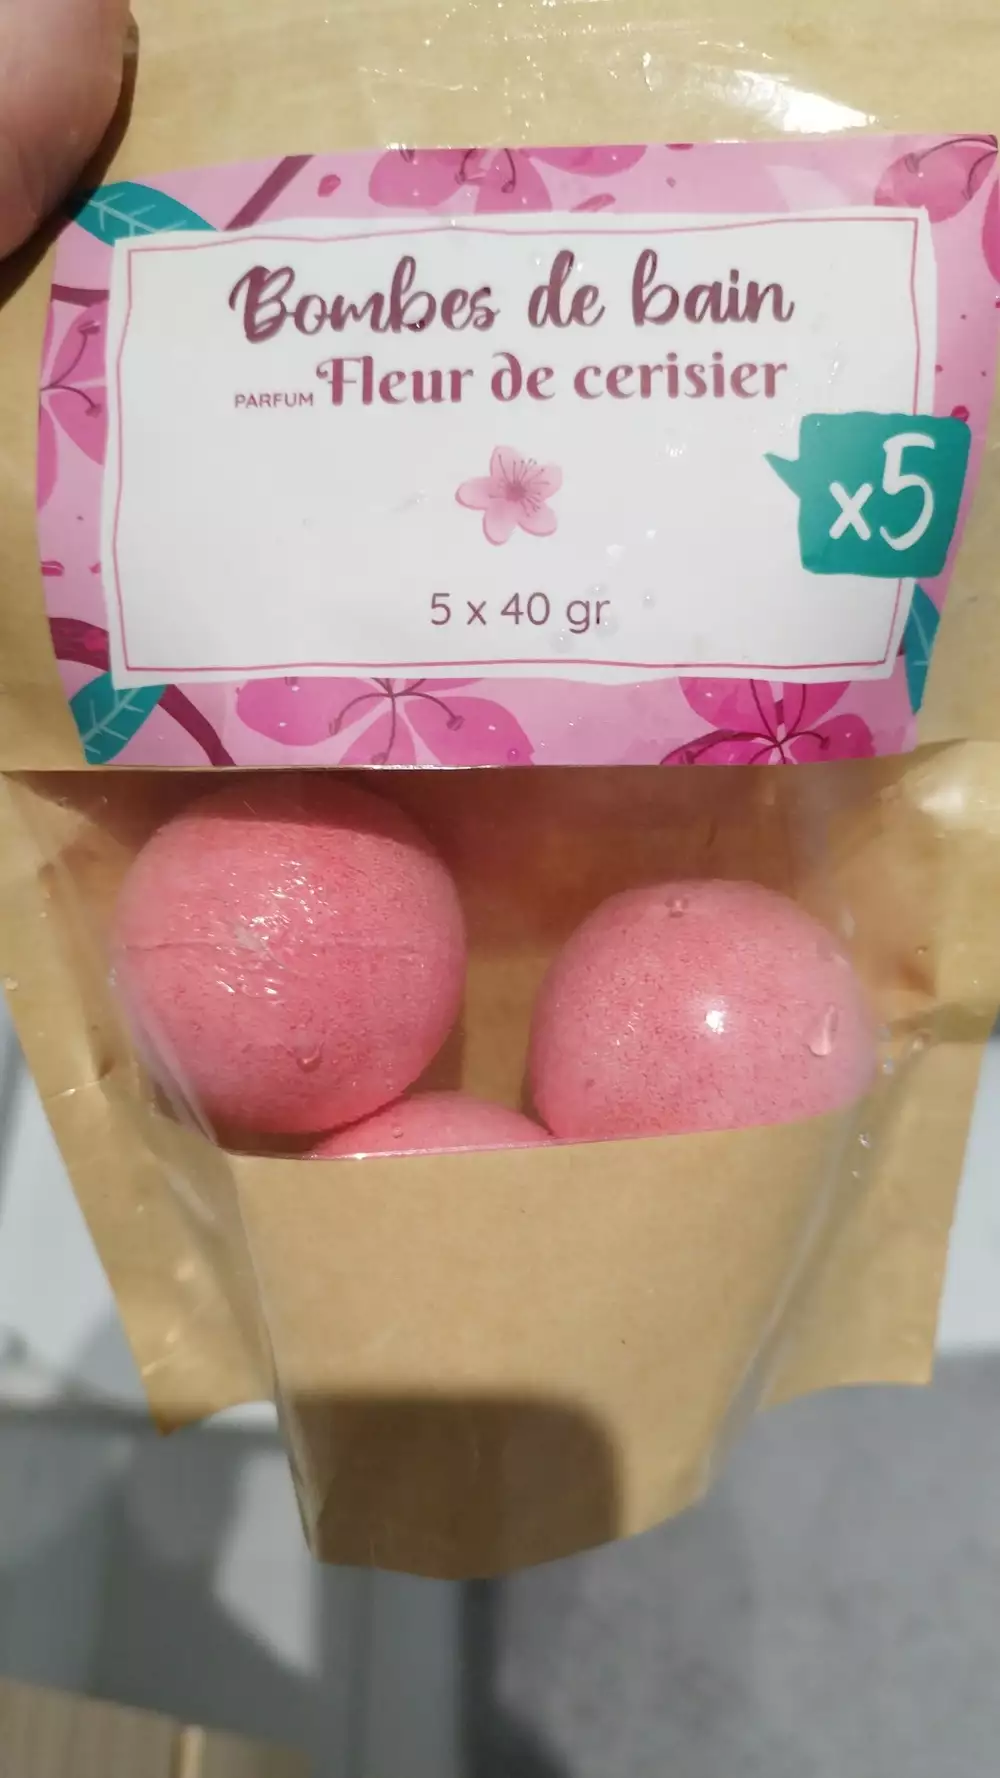 Bombes de bain
PARFUM Fleur de cerisier
x5
5 x 40 gr